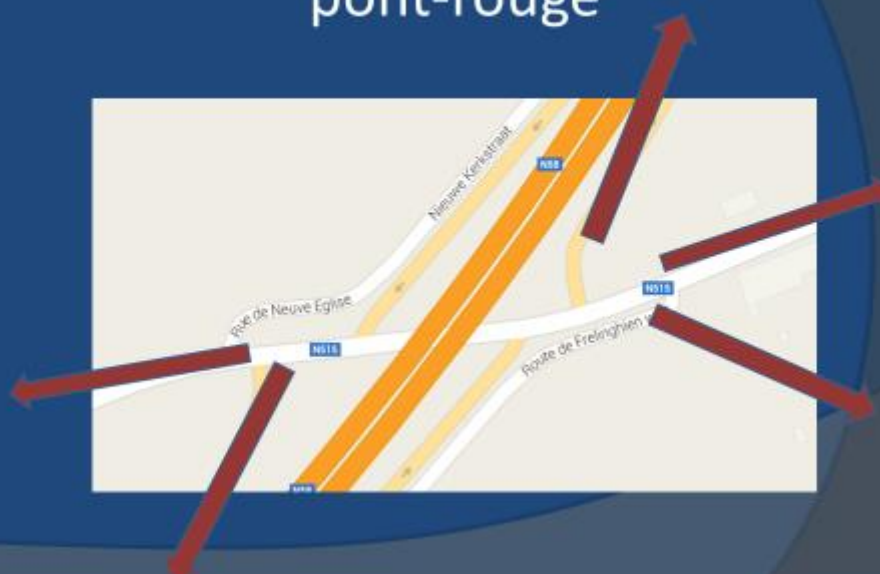 pont-rouge
Nieuwe Kerkstraat
N58
Rue de Neuve Eglise
N515
N515
Route de Frelinghien
N58